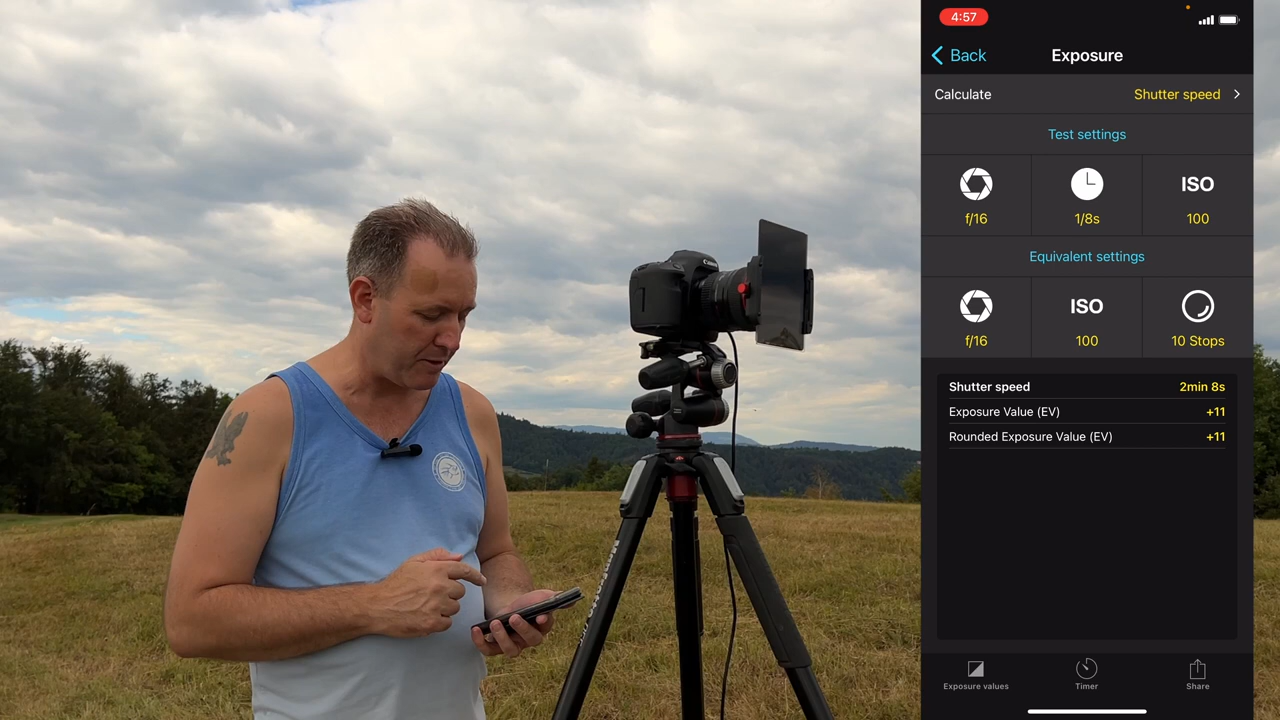 4:57
Back
Exposure
Calculate
Shutter speed
Test settings
ISO
f/16
1/8s
100
Equivalent settings
ISO
f/16
100
10 Stops
Shutter speed
2min 8s
Exposure Value (EV)
+11
Rounded Exposure Value (EV)
+11
Exposure values
Timer
Share
Canon
Manfrotto